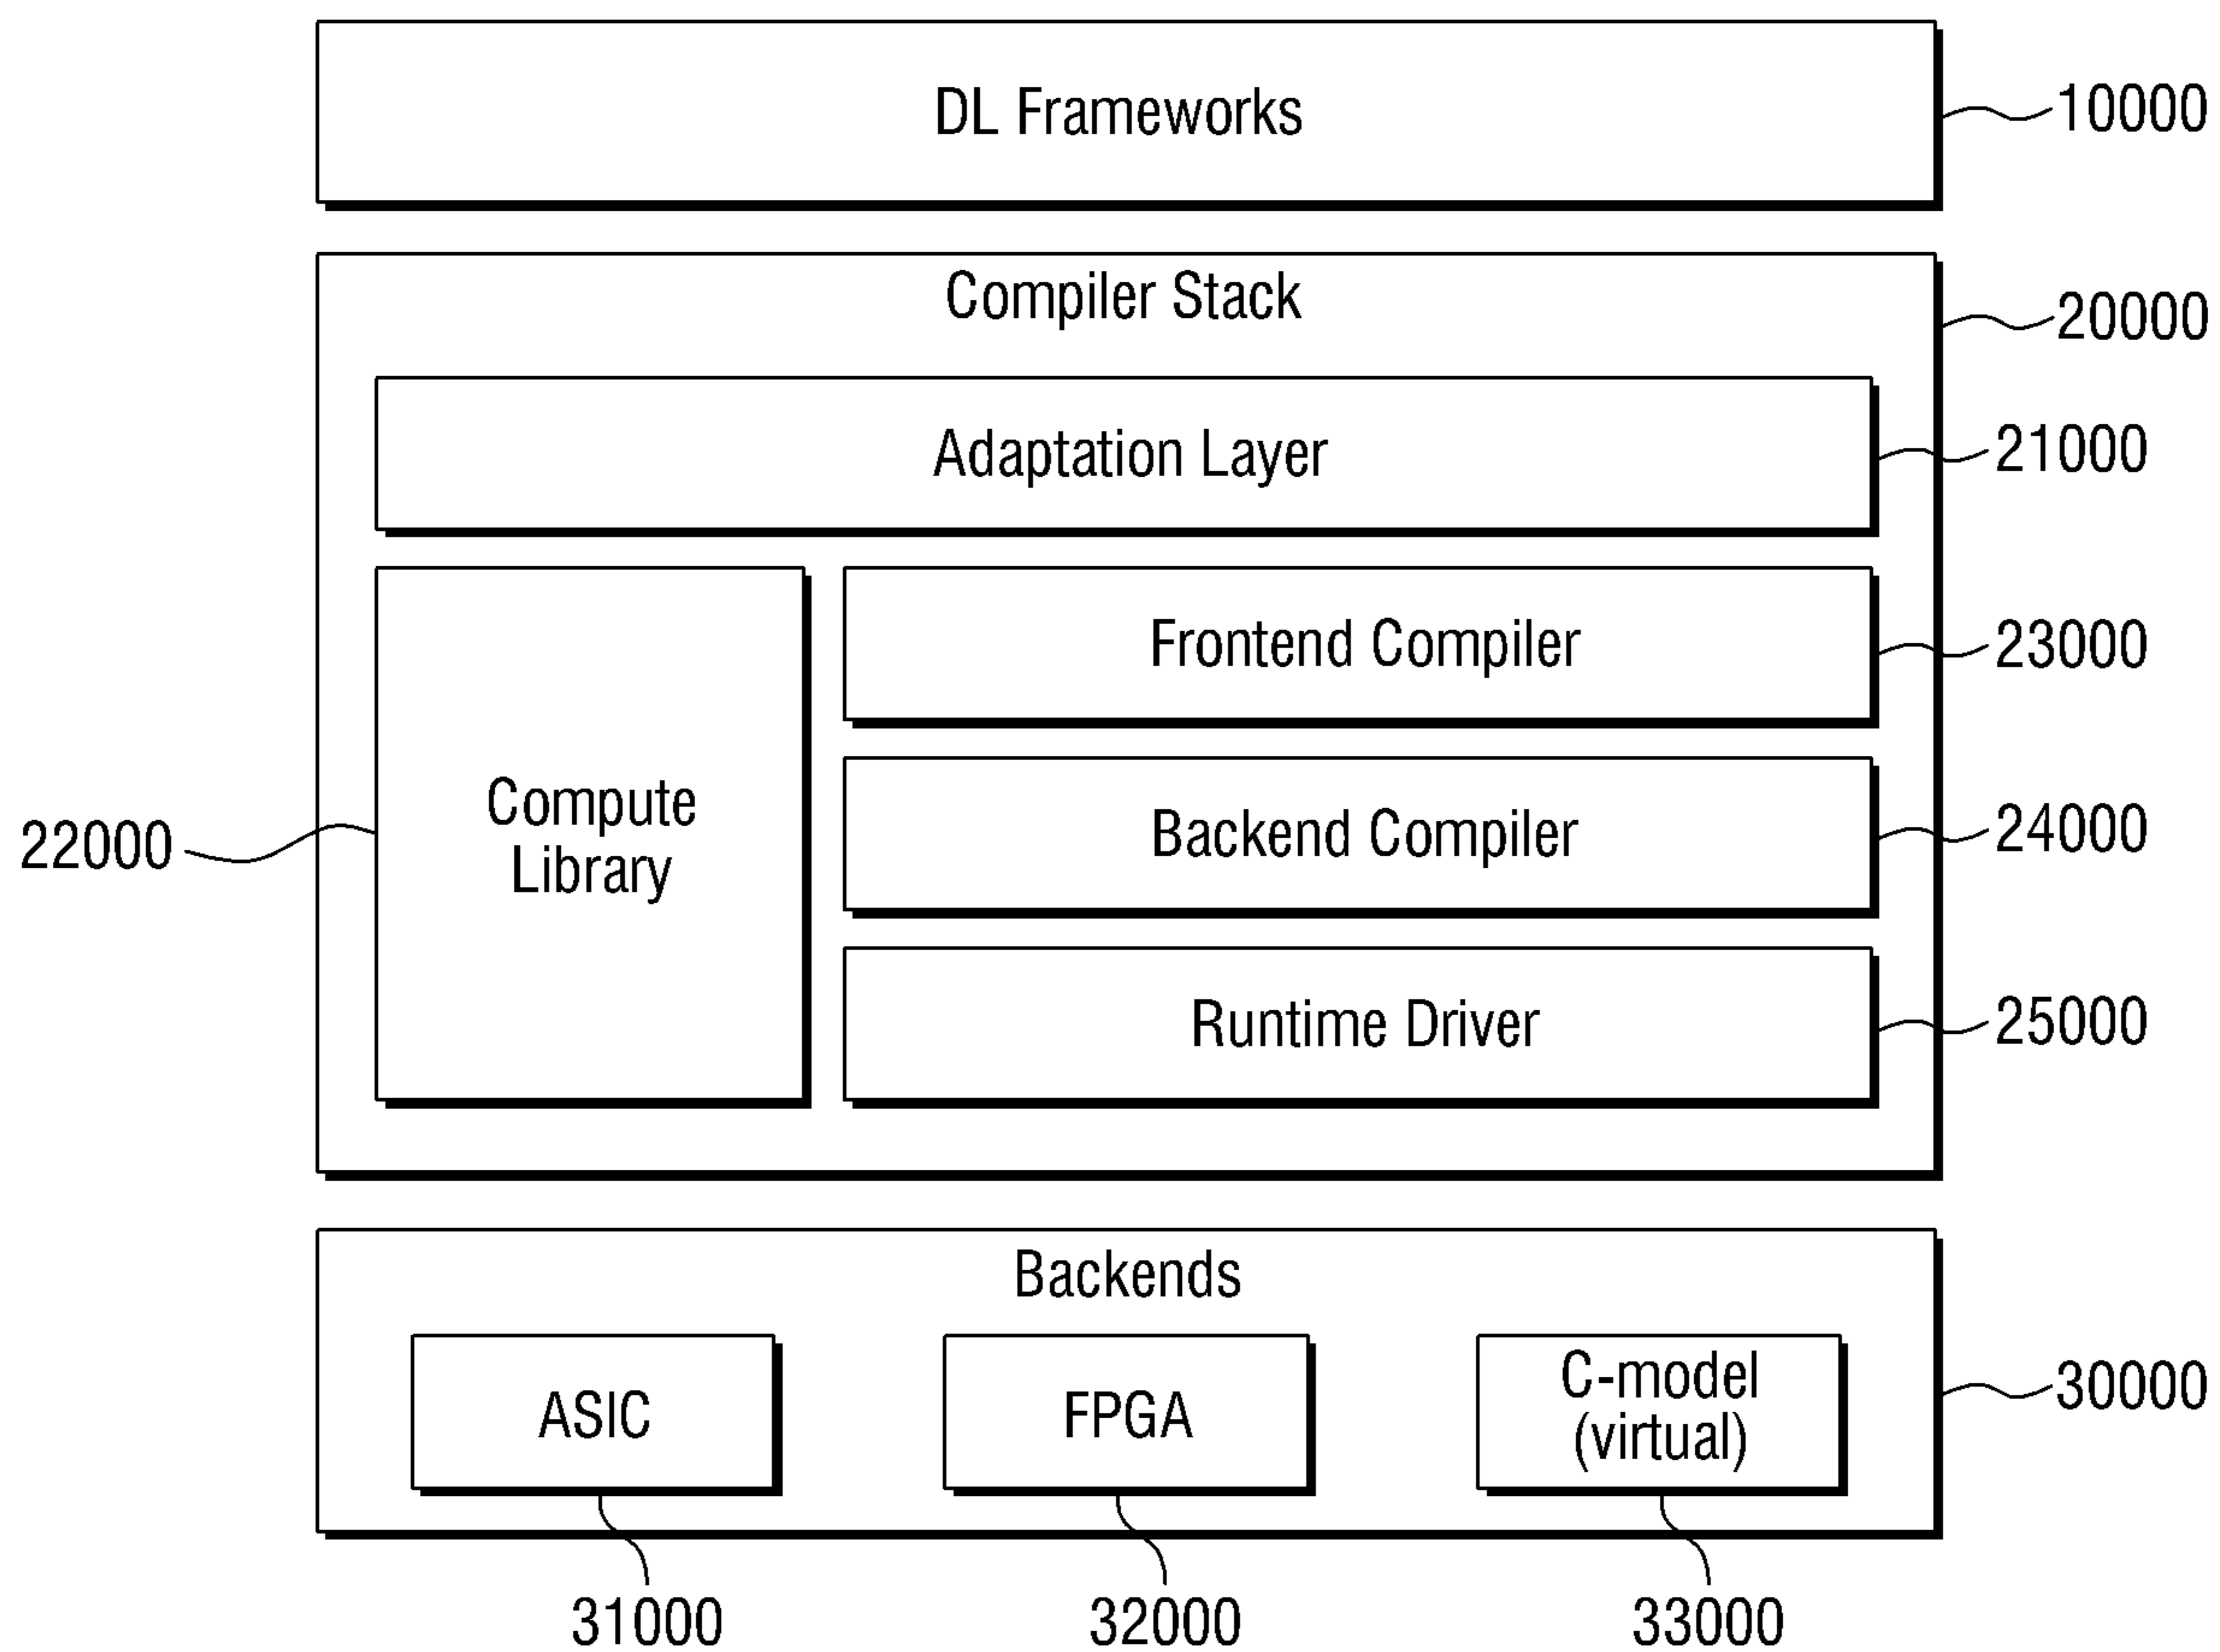 DL Frameworks
10000
Compiler Stack
20000
Adaptation Layer
21000
Frontend Compiler
23000
Compute
Library
22000
Backend Compiler
24000
Runtime Driver
25000
Backends
30000
ASIC
FPGA
C-model
(virtual)
31000
32000
33000